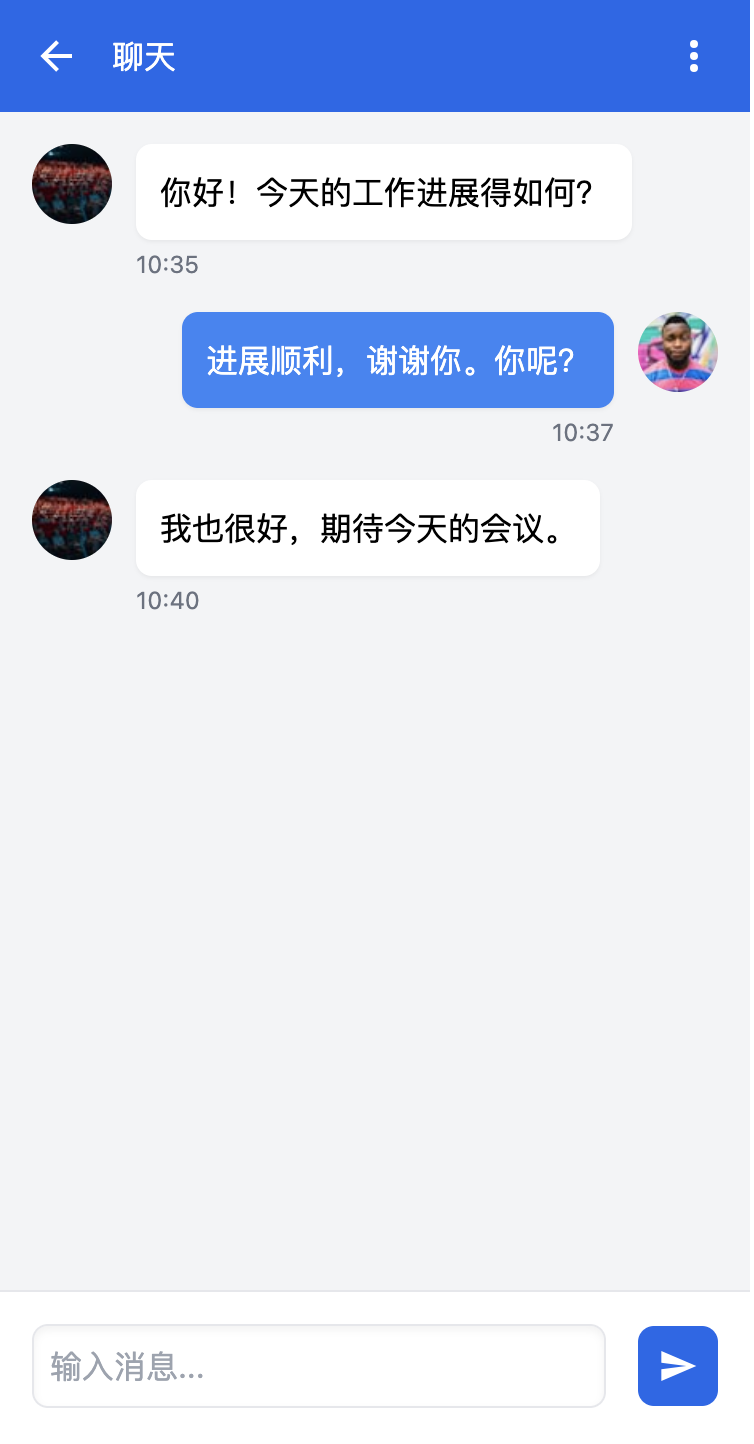 聊天
你好！今天的工作进展得如何?
10:35
进展顺利，谢谢你。你呢?
10:37
我也很好，期待今天的会议。
10:40
输入消息...